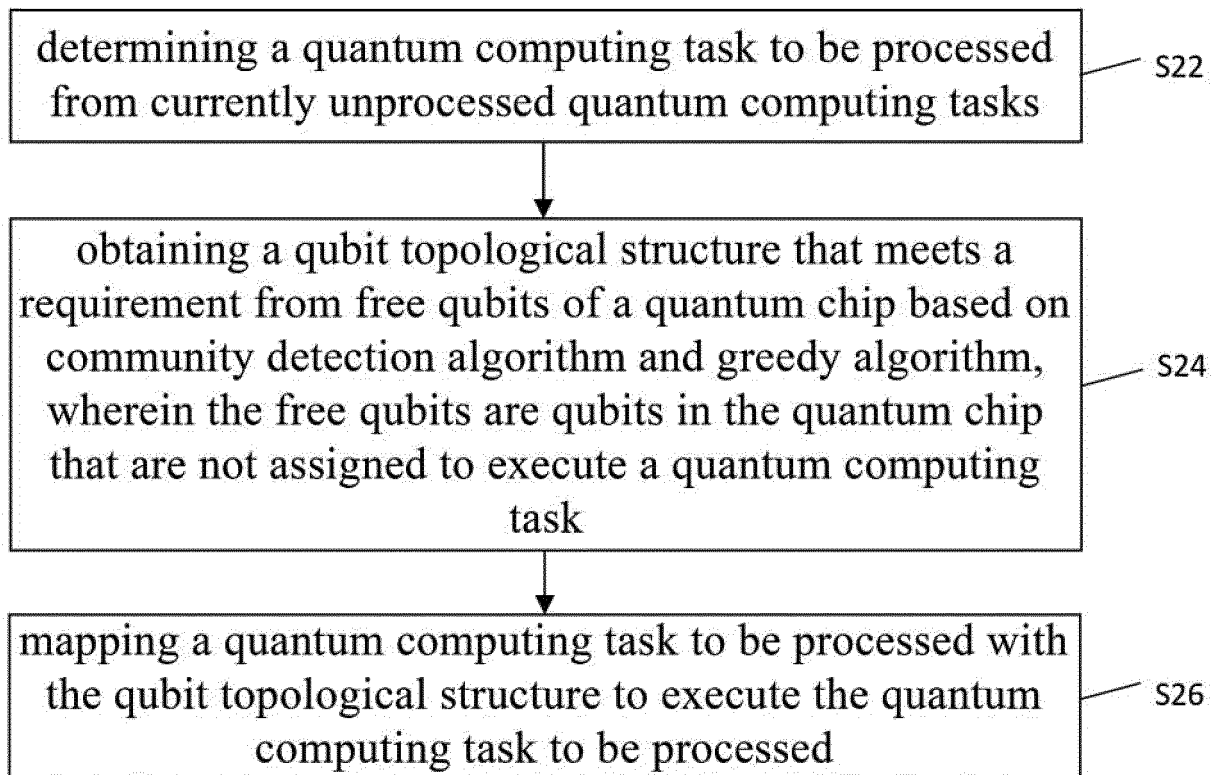 determining a quantum computing task to be processed
from currently unprocessed quantum computing tasks
S22
obtaining a qubit topological structure that meets a
requirement from free qubits of a quantum chip based on
community detection algorithm and greedy algorithm,
wherein the free qubits are qubits in the quantum chip
that are not assigned to execute a quantum computing
task
S24
mapping a quantum computing task to be processed with
the qubit topological structure to execute the quantum
computing task to be processed
S26